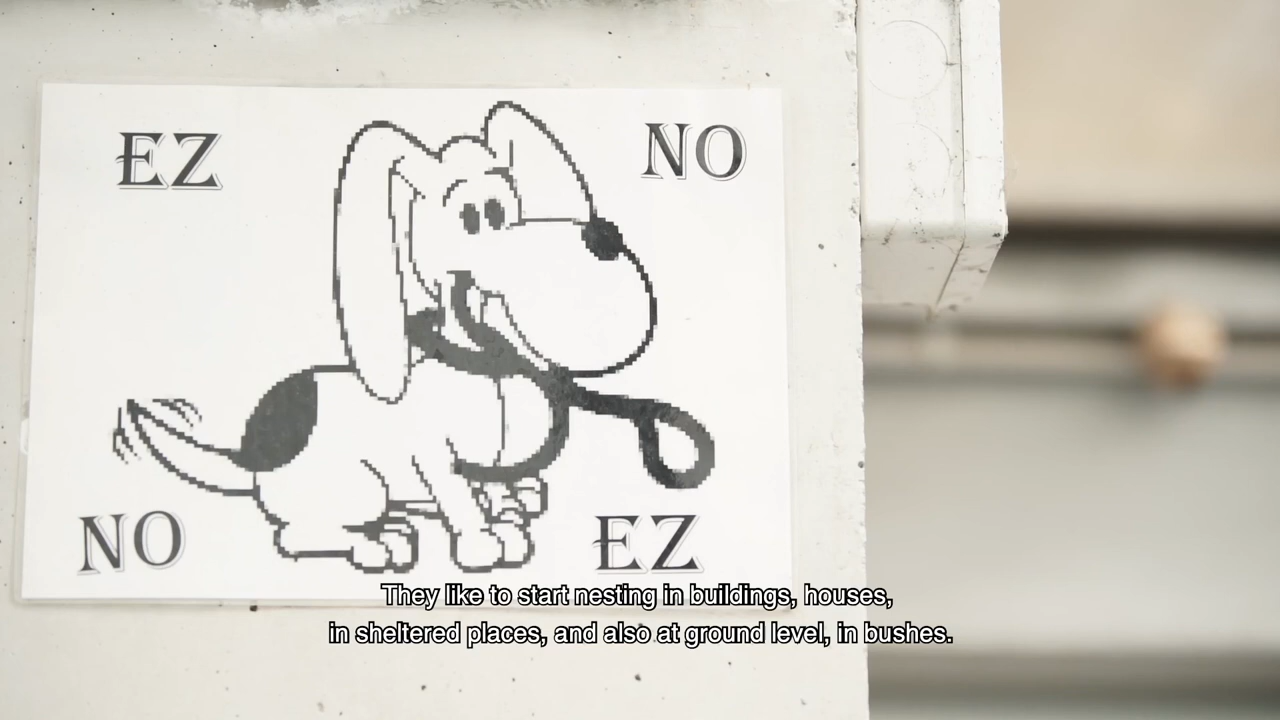 EZ NO
NO EZ
They like to start nesting in buildings, houses,
in sheltered places, and also at ground level, in bushes.